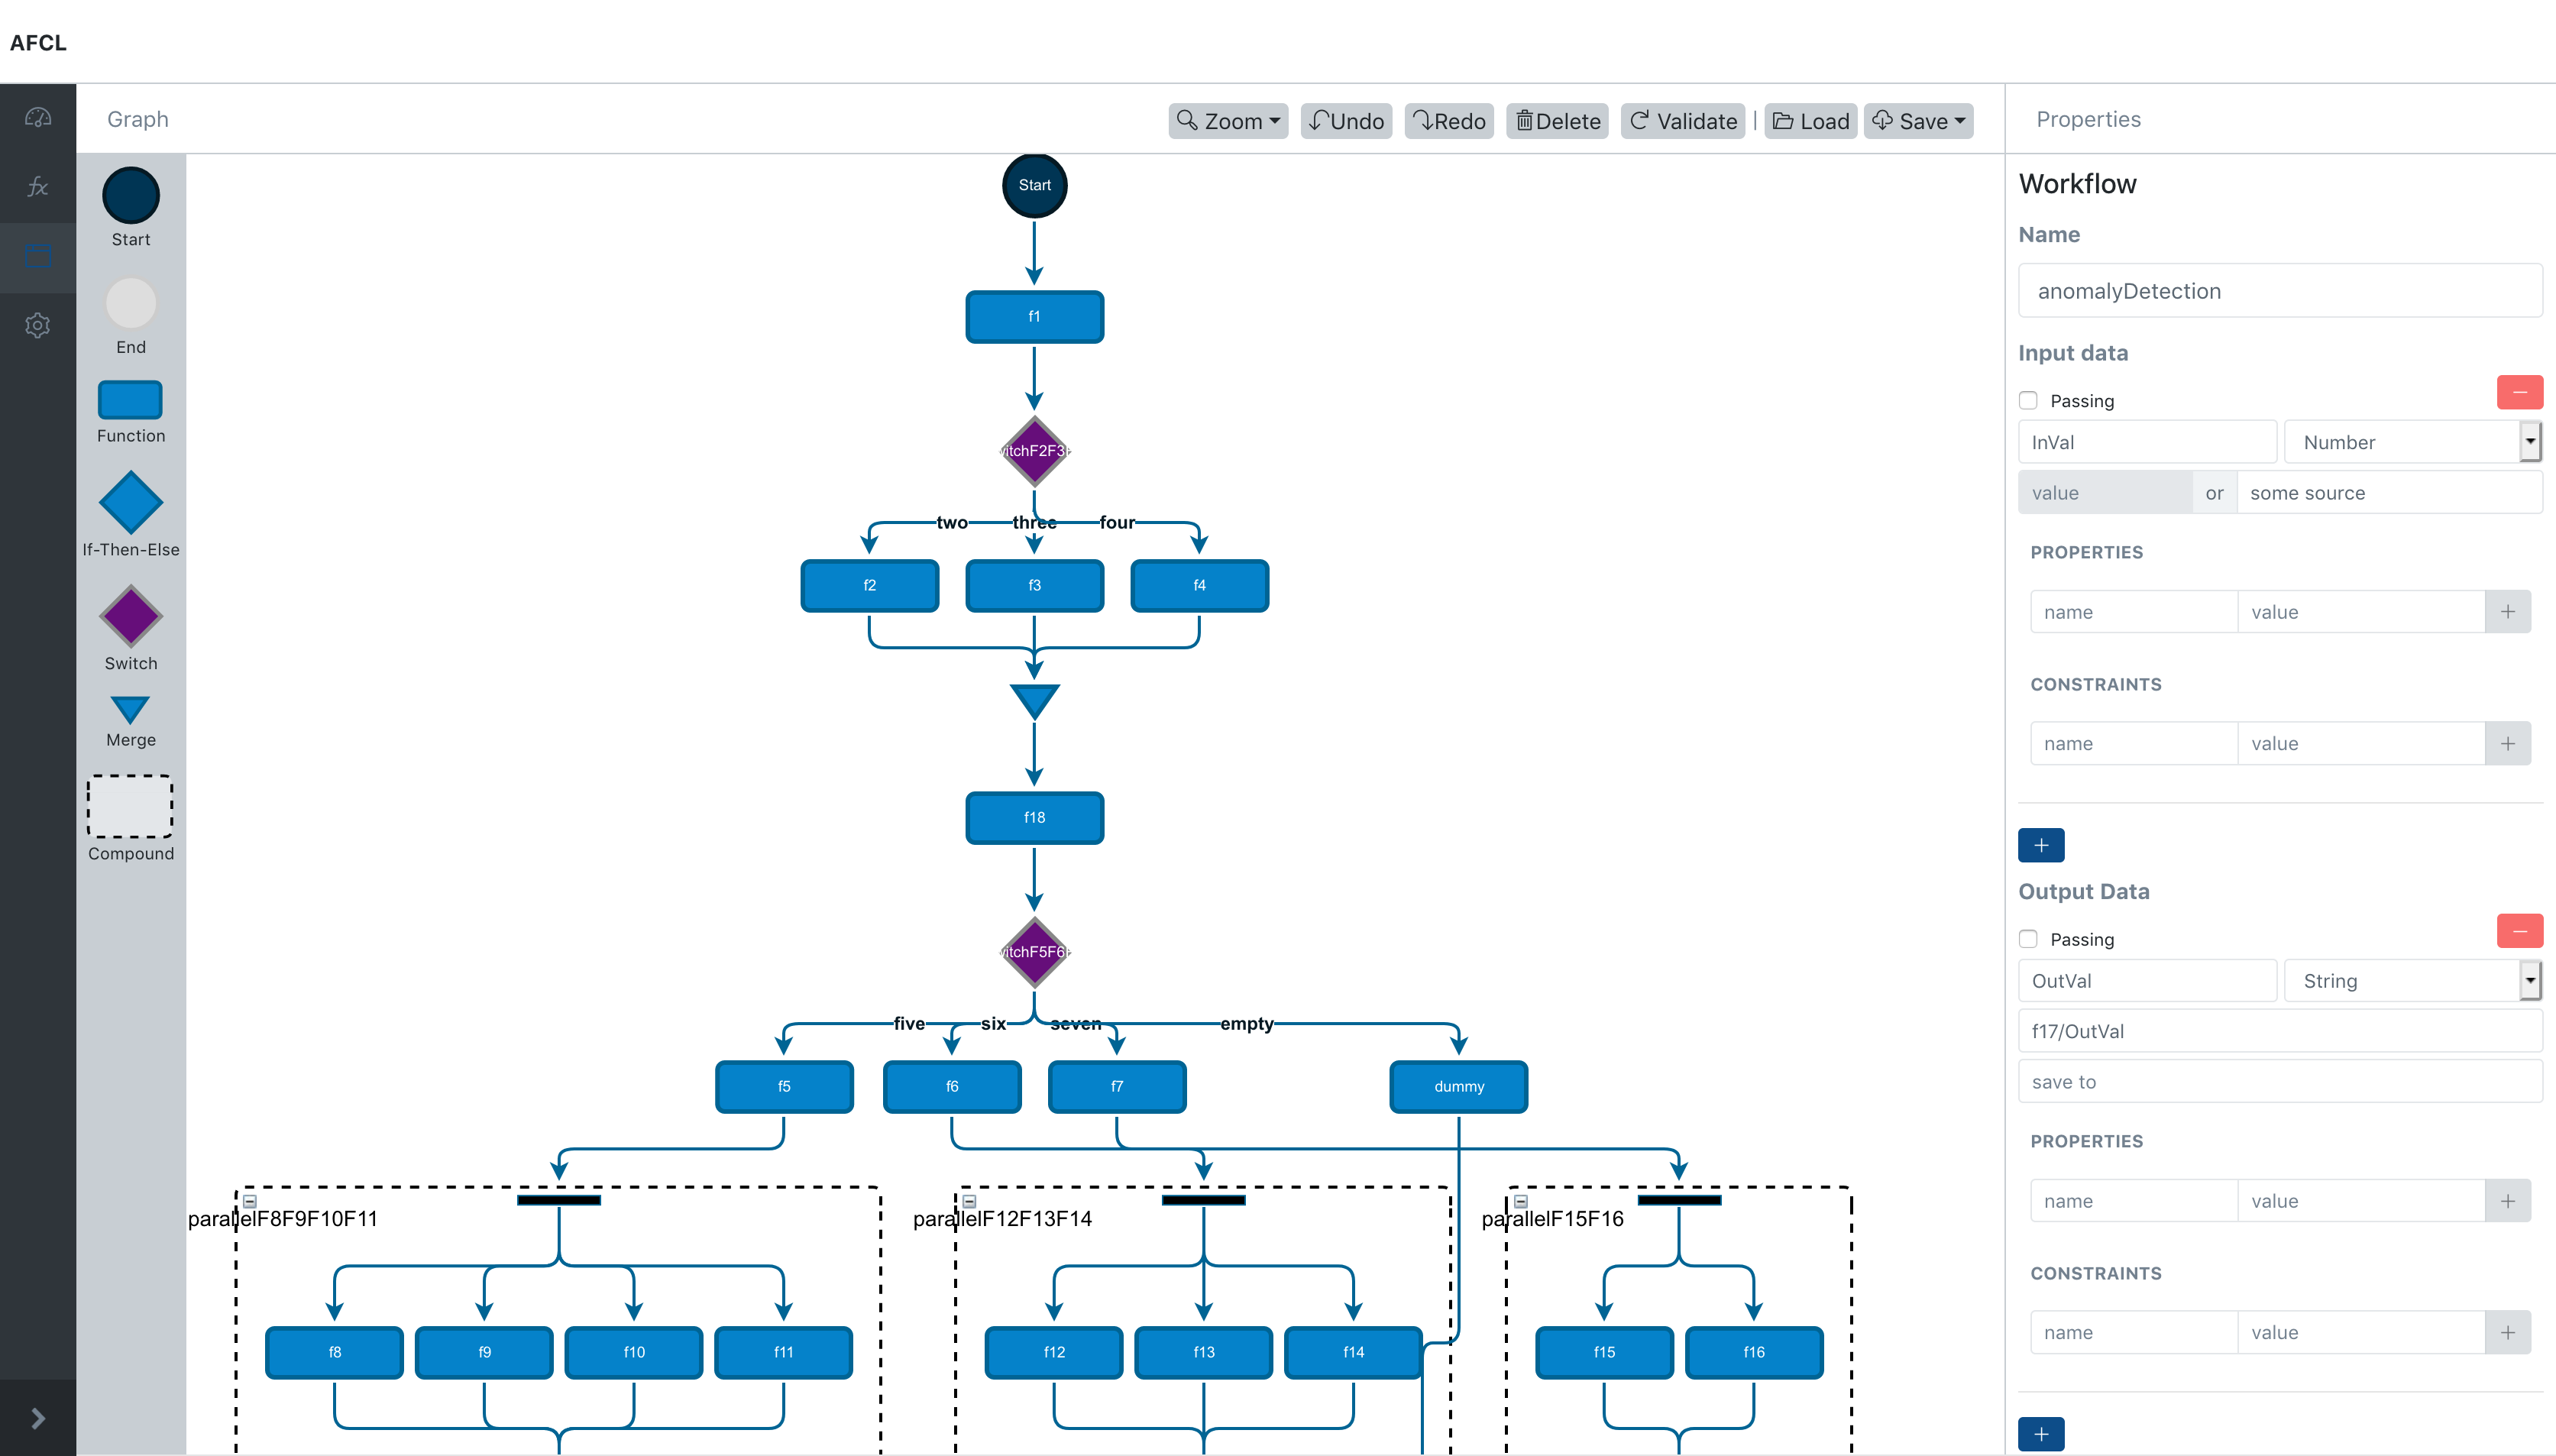 AFCL
Graph
Zoom
Undo
Redo
Delete
Validate
|
Load
Save
Properties
Start
End
Function
If-Then-Else
Switch
Merge
Compound
Start
f1
itchF2F3
two
three
four
f2
f3
f4
f18
itchF5F6
five
six
seven
empty
f5
f6
f7
dummy
parallelF8F9F10F11
parallelF12F13F14
parallelF15F16
f8
f9
f10
f11
f12
f13
f14
f15
f16
Workflow
Name
anomalyDetection
Input data
Passing
InVal
Number
value or some source
PROPERTIES
name value
CONSTRAINTS
name value
Output Data
Passing
OutVal
String
f17/OutVal
save to
PROPERTIES
name value
CONSTRAINTS
name value